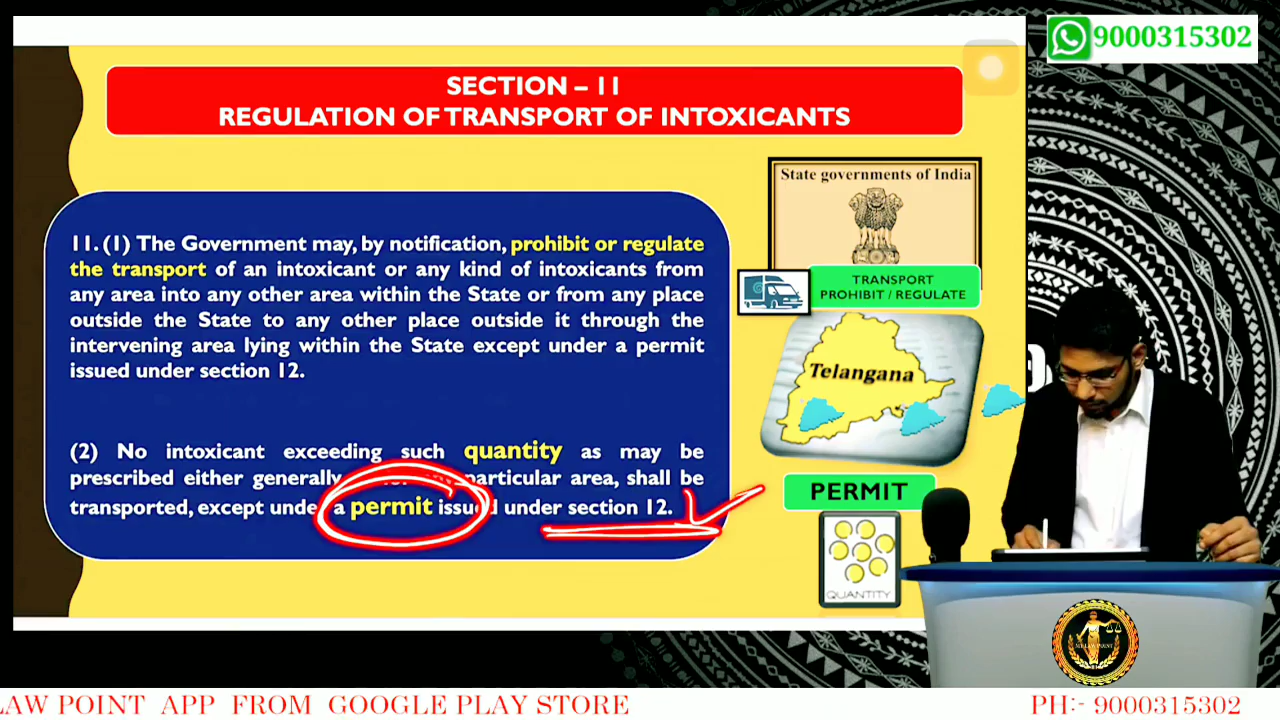 9000315302
SECTION – 11
REGULATION OF TRANSPORT OF INTOXICANTS
State governments of India
11. (1) The Government may, by notification, prohibit or regulate
the transport of an intoxicant or any kind of intoxicants from
any area into any other area within the State or from any place
outside the State to any other place outside it through the
intervening area lying within the State except under a permit
issued under section 12.
TRANSPORT
PROHIBIT / REGULATE
Telangana
(2) No intoxicant exceeding such quantity as may be
prescribed either generally particular area, shall be
transported, except under a permit issued under section 12.
PERMIT
QUANTITY
LAW POINT APP FROM GOOGLE PLAY STORE
PH:- 9000315302